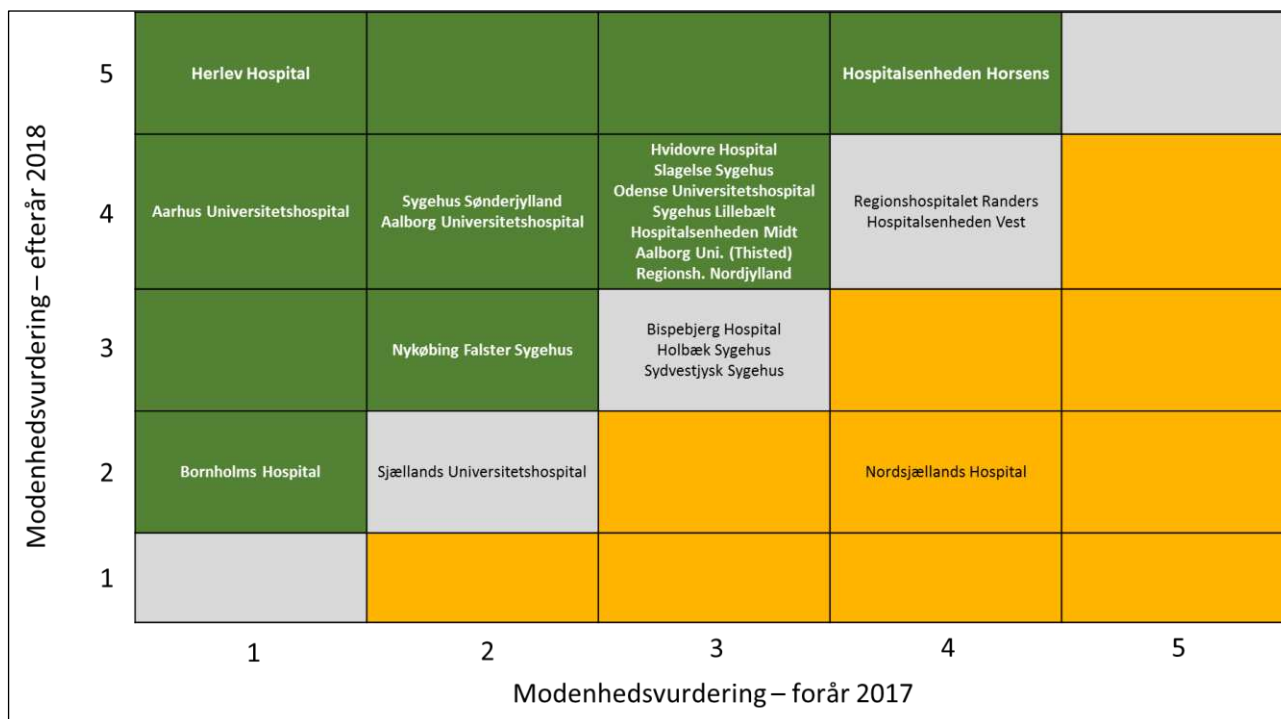 Modenhedsvurdering – efterår 2018
5
Herlev Hospital
Hospitalsenheden Horsens
4
Aarhus Universitetshospital
Sygehus Sønderjylland
Aalborg Universitetshospital
Hvidovre Hospital
Slagelse Sygehus
Odense Universitetshospital
Sygehus Lillebælt
Hospitalsenheden Midt
Aalborg Uni. (Thisted)
Regionsh. Nordjylland
Regionshospitalet Randers
Hospitalsenheden Vest
3
Nykøbing Falster Sygehus
Bispebjerg Hospital
Holbæk Sygehus
Sydvestjysk Sygehus
2
Bornholms Hospital
Sjællands Universitetshospital
Nordsjællands Hospital
1
1 2 3 4 5
Modenhedsvurdering – forår 2017